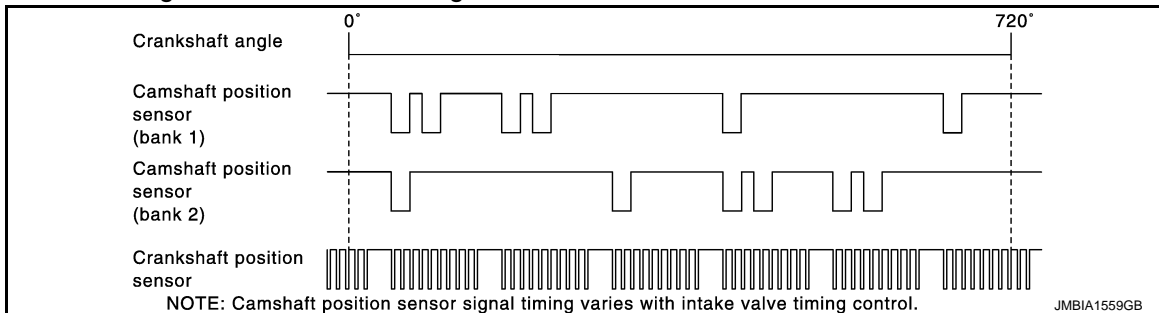 0˚
720˚
Crankshaft angle
Camshaft position
sensor
(bank 1)
Camshaft position
sensor
(bank 2)
Crankshaft position
sensor
NOTE: Camshaft position sensor signal timing varies with intake valve timing control.
JMBIA1559GB